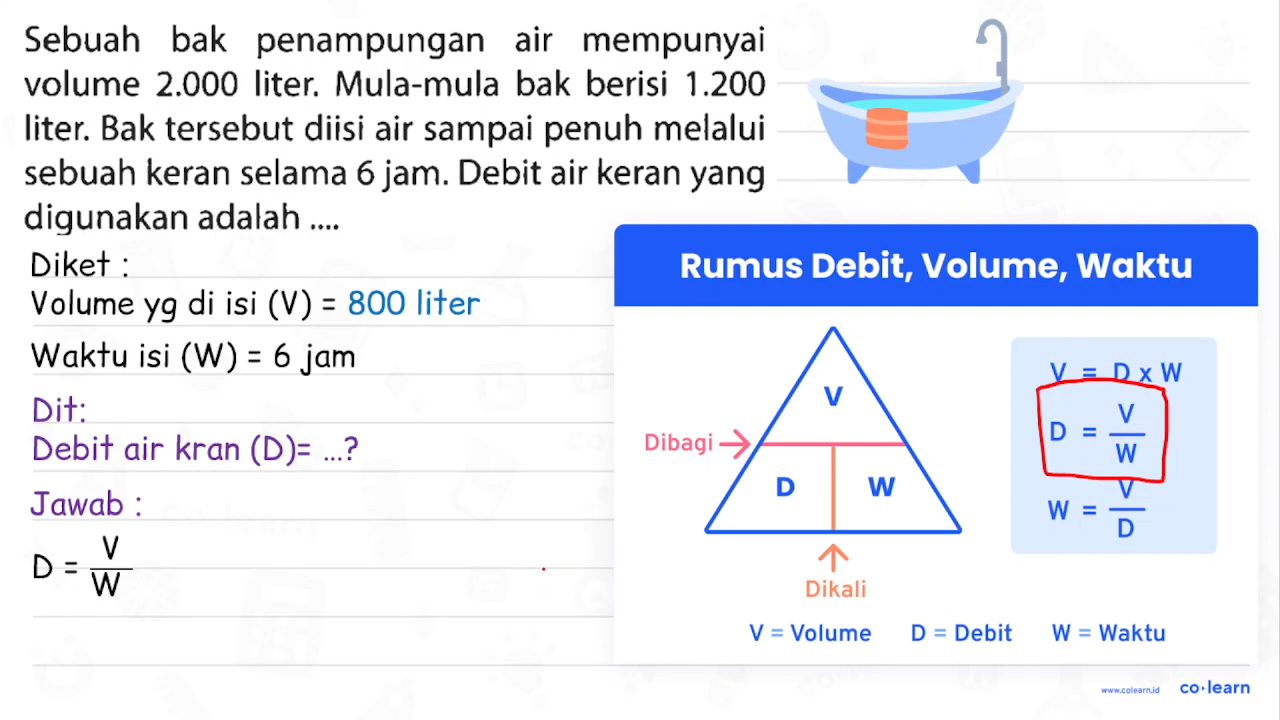 Sebuah bak penampungan air mempunyai
volume 2.000 liter. Mula-mula bak berisi 1.200
liter. Bak tersebut diisi air sampai penuh melalui
sebuah keran selama 6 jam. Debit air keran yang
digunakan adalah ....
Diket :
Volume yg di isi (V) = 800 liter
Waktu isi (W) = 6 jam
Dit:
Debit air kran (D)= ...?
Jawab :
D = V
W
Rumus Debit, Volume, Waktu
V
Dibagi
D W
Dikali
V = D x W
D = V
W
W = V
D
V = Volume D = Debit W = Waktu
www.colearn.id co·learn